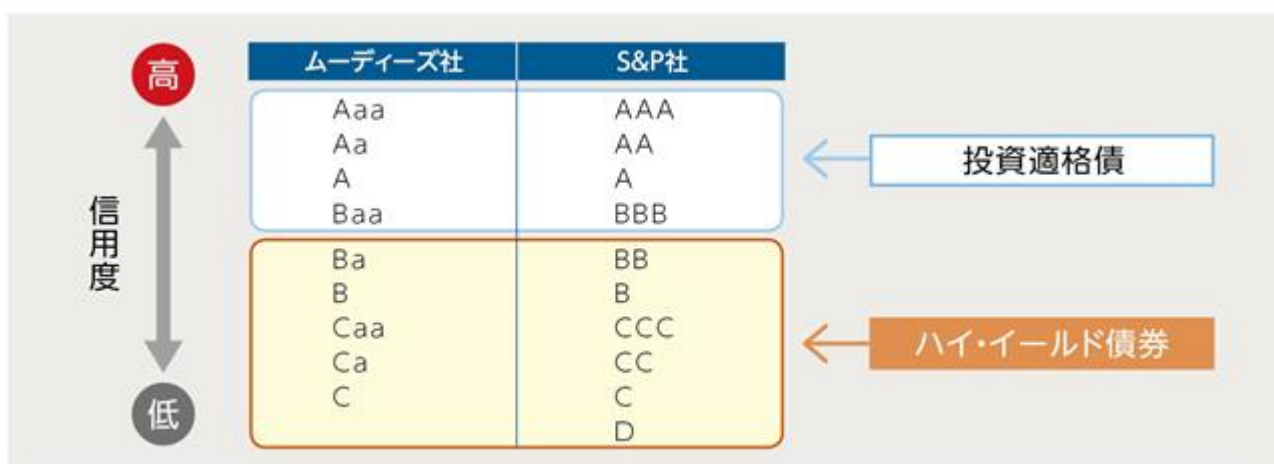 高
信用度
低
ムーディーズ社 S&P社
Aaa AAA
Aa AA
A A
Baa BBB
投資適格債
Ba BB
B B
Caa CCC
Ca CC
C C
D
ハイ・イールド債券